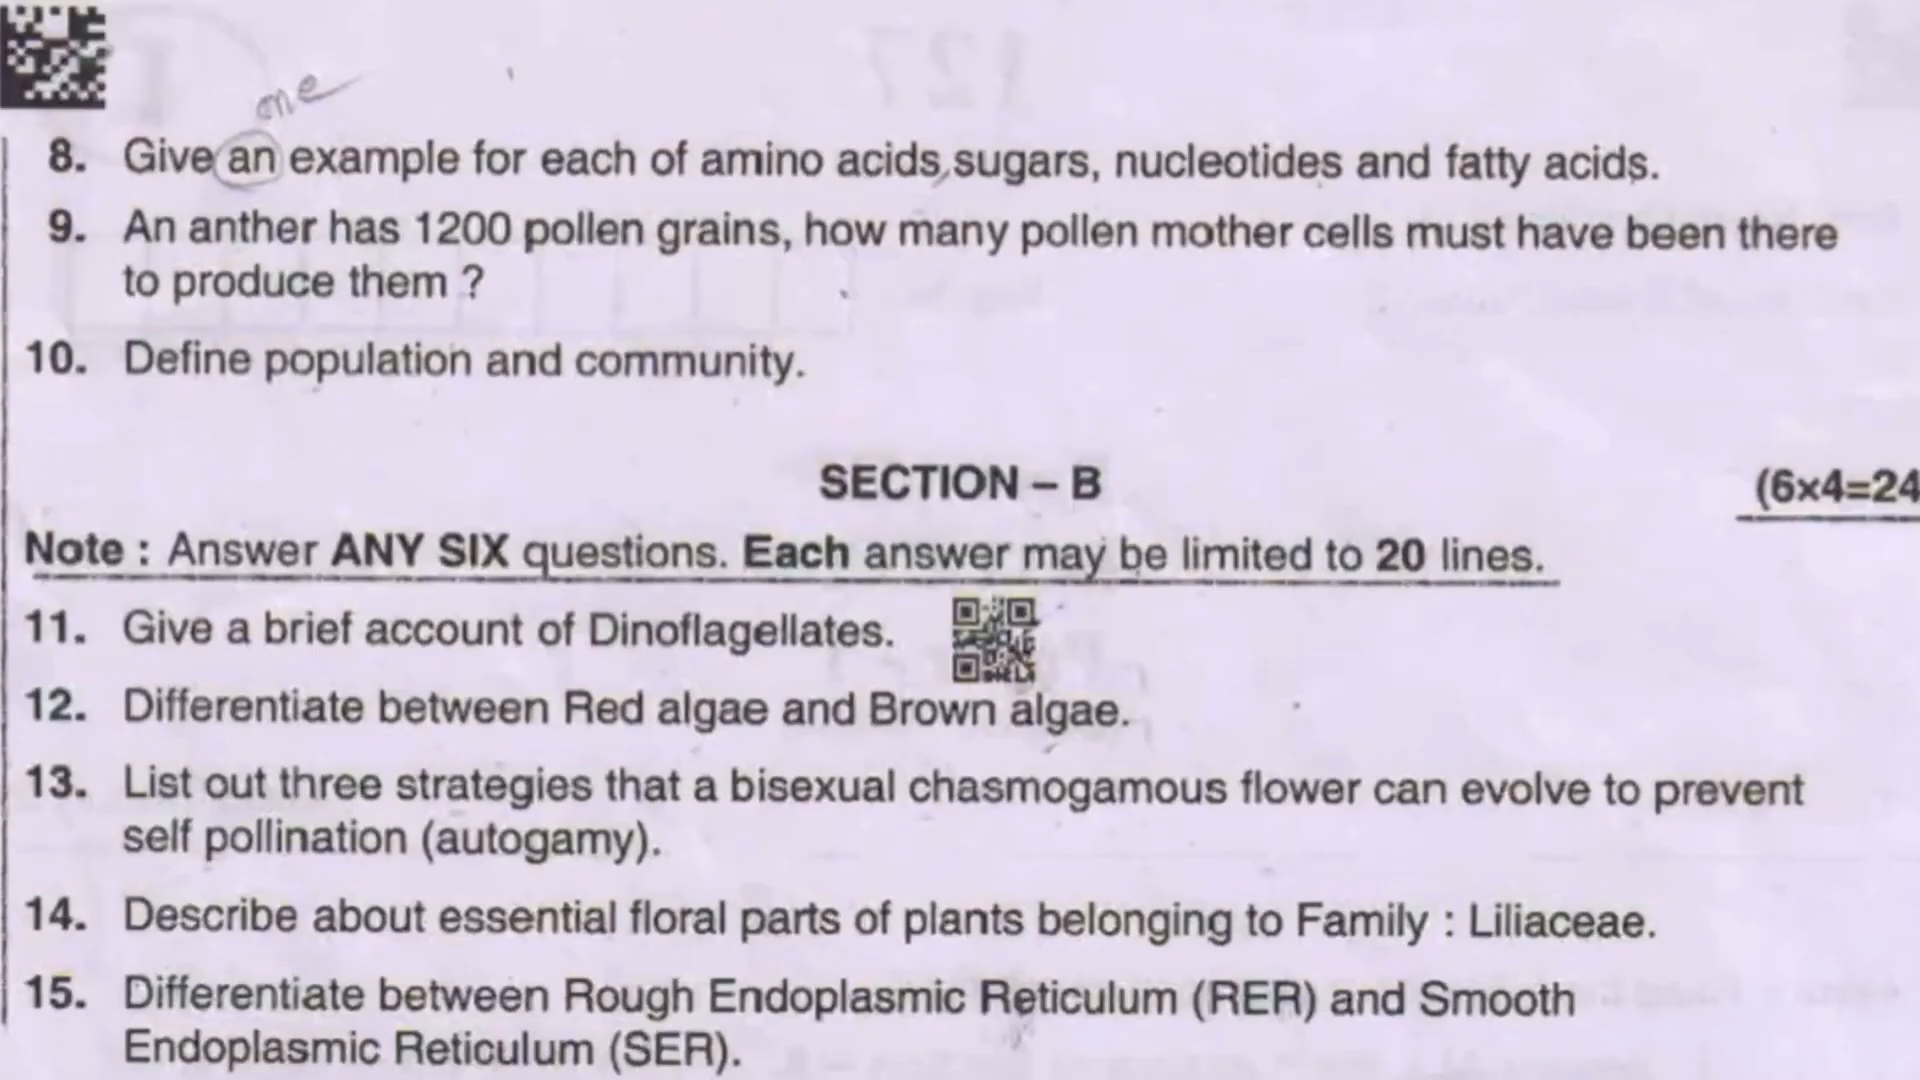 one
8. Give an example for each of amino acids, sugars, nucleotides and fatty acids.
9. An anther has 1200 pollen grains, how many pollen mother cells must have been there
to produce them ?
10. Define population and community.
SECTION – B
(6x4=24
Note : Answer ANY SIX questions. Each answer may be limited to 20 lines.
11. Give a brief account of Dinoflagellates.
12. Differentiate between Red algae and Brown algae.
13. List out three strategies that a bisexual chasmogamous flower can evolve to prevent
self pollination (autogamy).
14. Describe about essential floral parts of plants belonging to Family : Liliaceae.
15. Differentiate between Rough Endoplasmic Reticulum (RER) and Smooth
Endoplasmic Reticulum (SER).